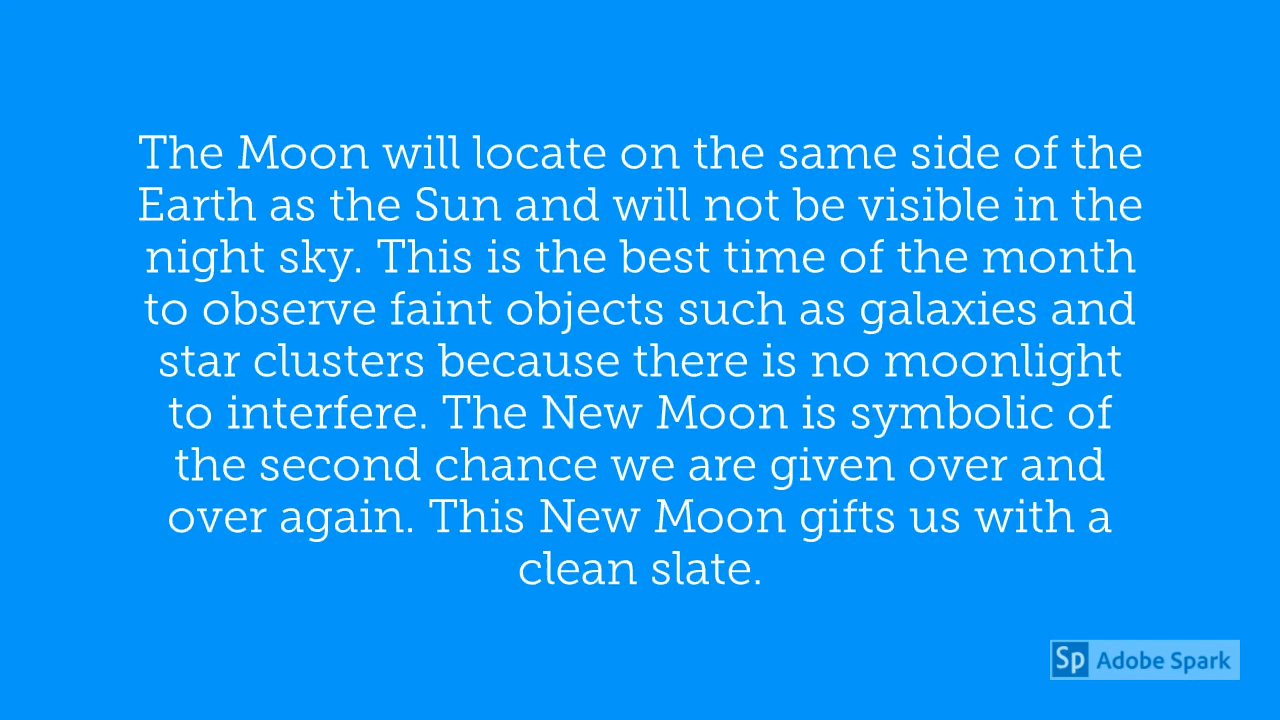 The Moon will locate on the same side of the
Earth as the Sun and will not be visible in the
night sky. This is the best time of the month
to observe faint objects such as galaxies and
star clusters because there is no moonlight
to interfere. The New Moon is symbolic of
the second chance we are given over and
over again. This New Moon gifts us with a
clean slate.
Sp Adobe Spark